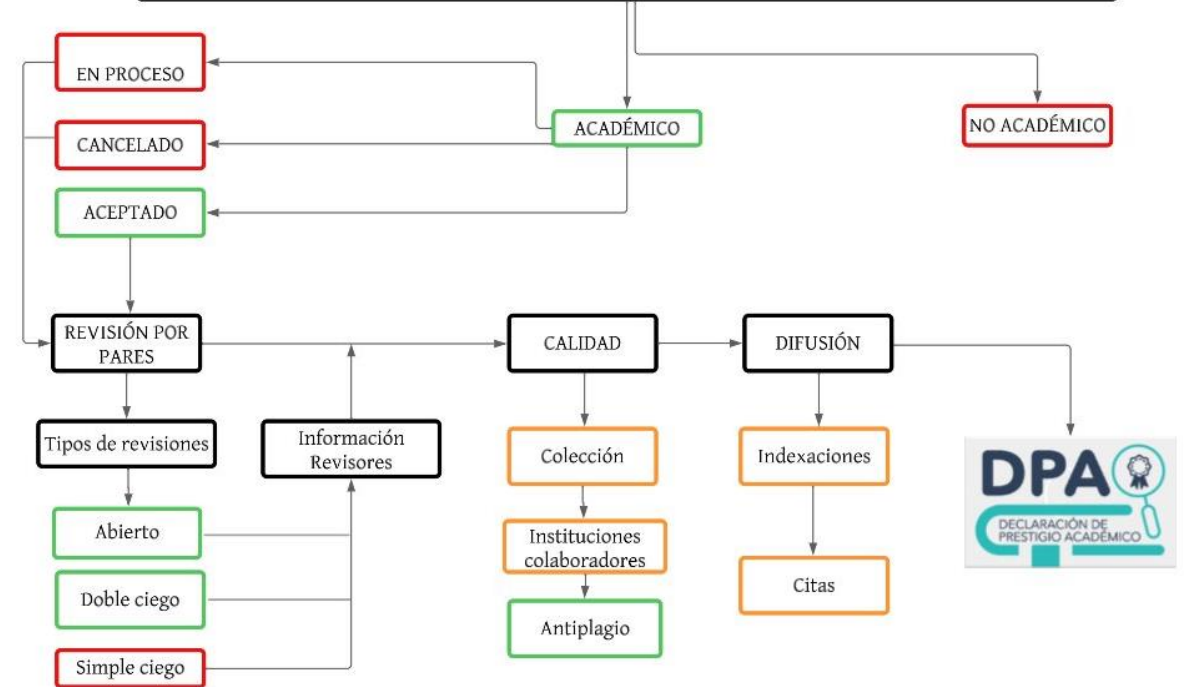 EN PROCESO
ACADÉMICO
NO ACADÉMICO
CANCELADO
ACEPTADO
REVISIÓN POR
PARES
CALIDAD
DIFUSIÓN
Tipos de revisiones
Información
Revisores
Colección
Indexaciones
DPA
DECLARACIÓN DE
PRESTIGIO ACADÉMICO
Abierto
Instituciones
colaboradores
Doble ciego
Citas
Antiplagio
Simple ciego